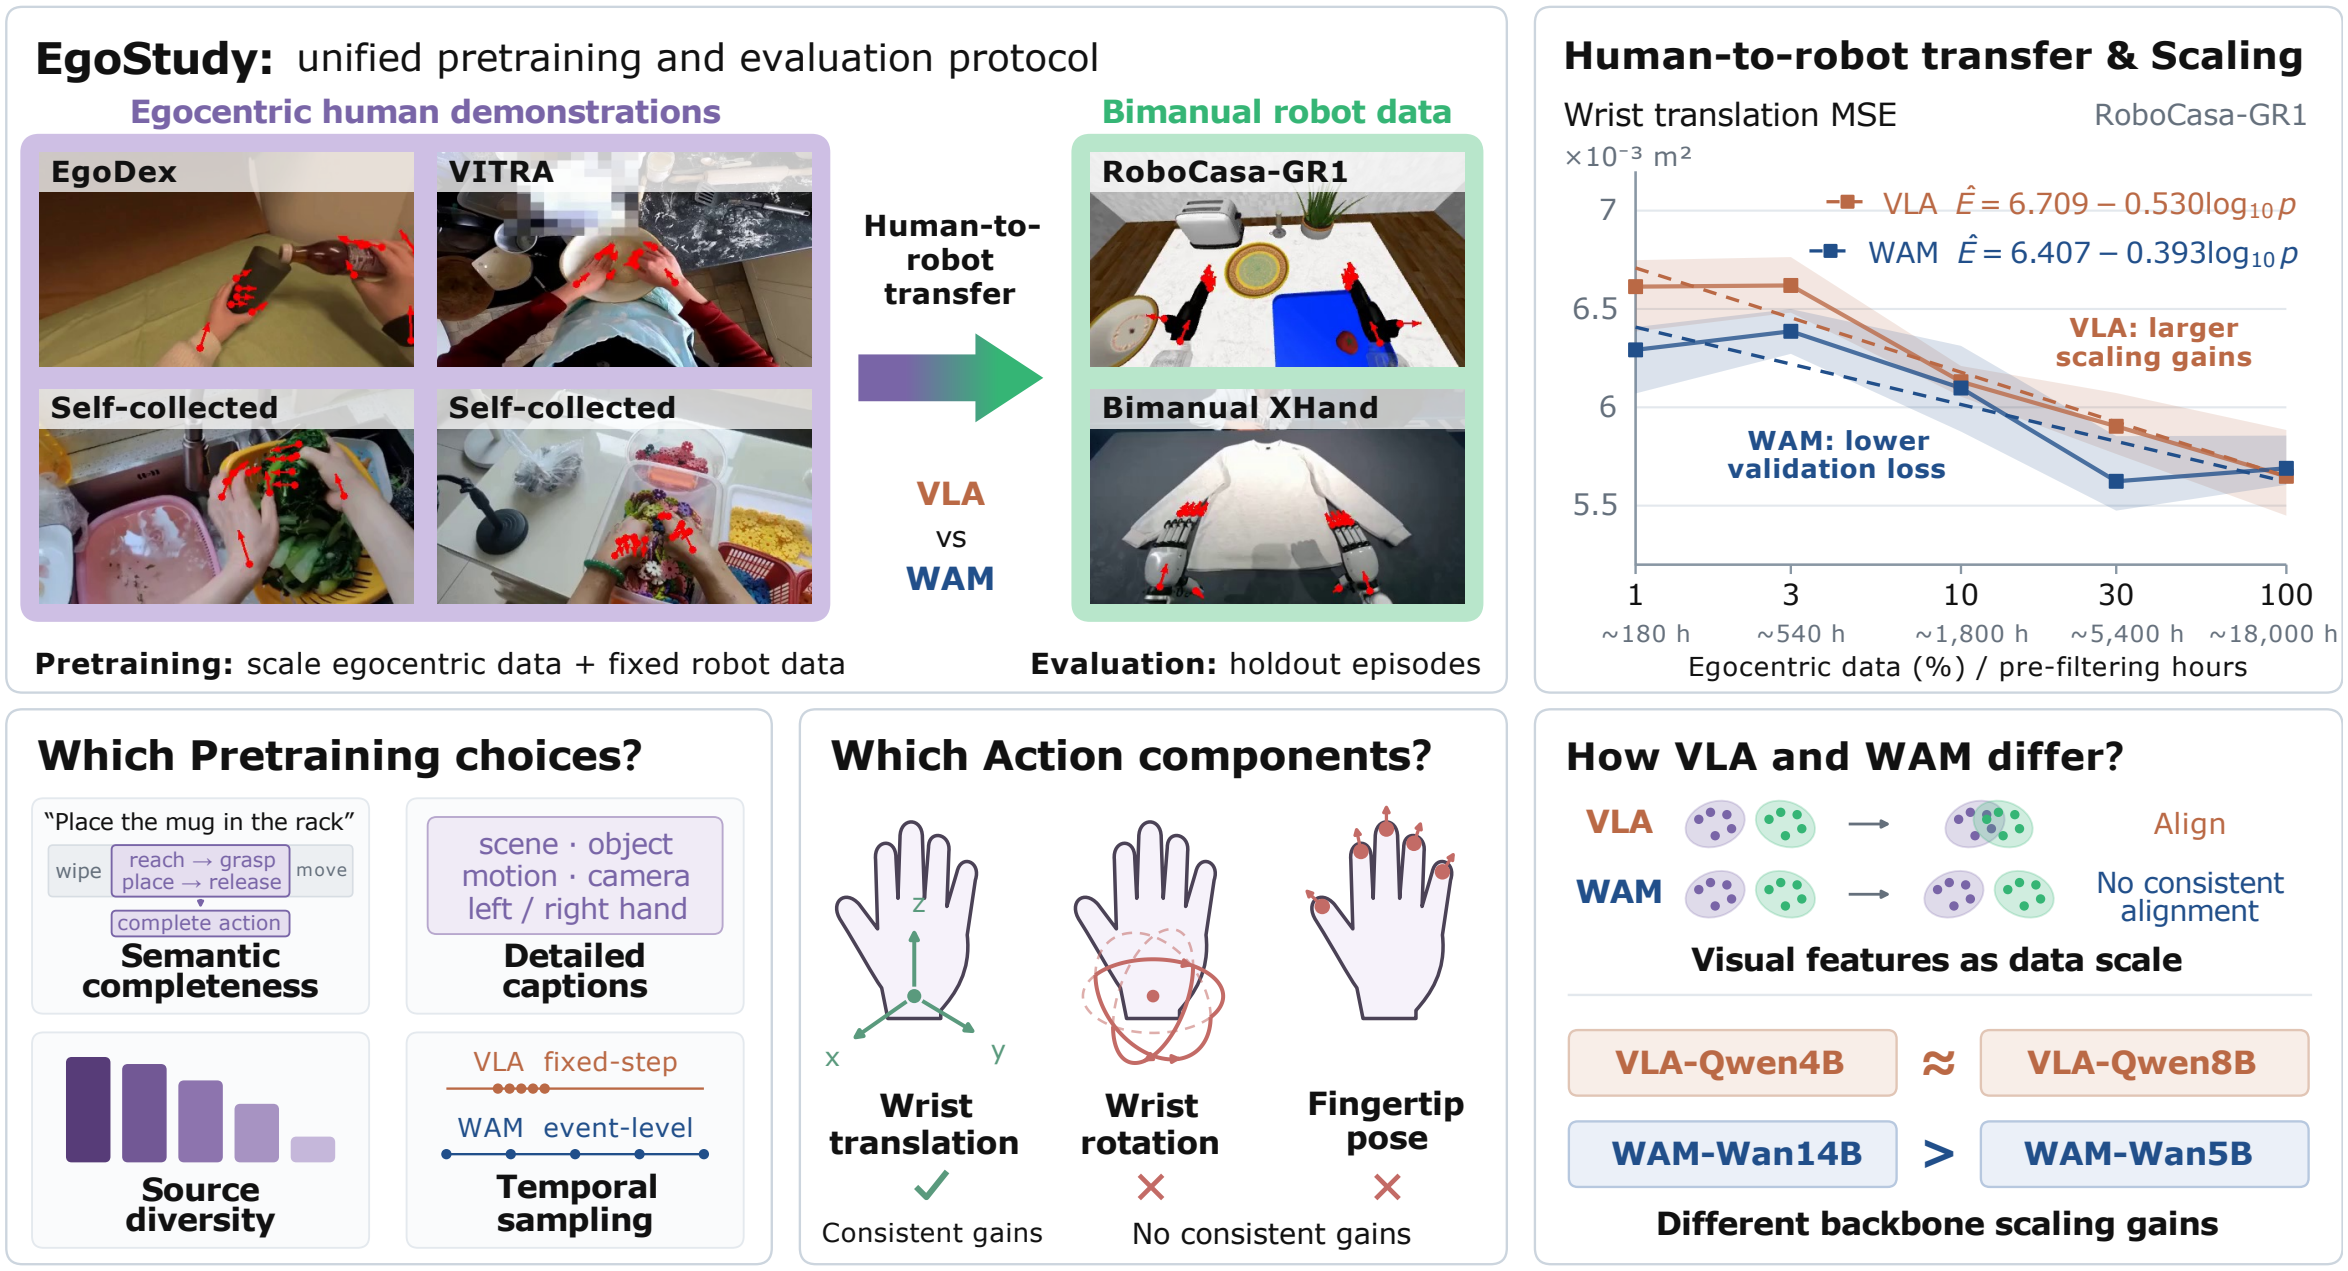 EgoStudy: unified pretraining and evaluation protocol
Egocentric human demonstrations
EgoDex
VITRA
Self-collected
Self-collected
Human-to-
robot
transfer
VLA
vs
WAM
Bimanual robot data
RoboCasa-GR1
Bimanual XHand
Pretraining: scale egocentric data + fixed robot data
Evaluation: holdout episodes
Human-to-robot transfer & Scaling
Wrist translation MSE
RoboCasa-GR1
×10⁻³ m²
VLA Ê = 6.709 − 0.530log₁₀ p
WAM Ê = 6.407 − 0.393log₁₀ p
7
6.5
6
5.5
VLA: larger
scaling gains
WAM: lower
validation loss
1 3 10 30 100
~180 h ~540 h ~1,800 h ~5,400 h ~18,000 h
Egocentric data (%) / pre-filtering hours
Which Pretraining choices?
“Place the mug in the rack”
wipe
reach → grasp
place → release
move
complete action
Semantic
completeness
scene · object
motion · camera
left / right hand
Detailed
captions
Source
diversity
VLA fixed-step
WAM event-level
Temporal
sampling
Which Action components?
z
x
y
Wrist
translation
Wrist
rotation
Fingertip
pose
✓
✕
✕
Consistent gains
No consistent gains
How VLA and WAM differ?
VLA → Align
WAM → No consistent
alignment
Visual features as data scale
VLA-Qwen4B ≈ VLA-Qwen8B
WAM-Wan14B > WAM-Wan5B
Different backbone scaling gains